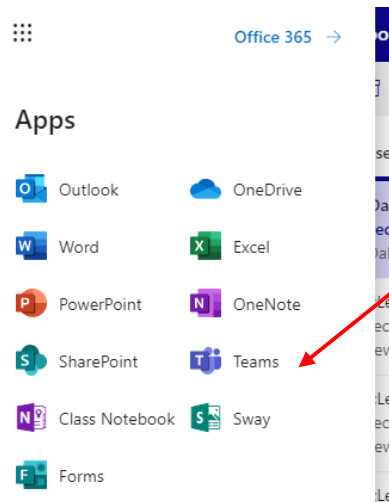 Office 365 →
Apps
Outlook OneDrive
Word Excel
PowerPoint OneNote
SharePoint Teams
Class Notebook Sway
Forms